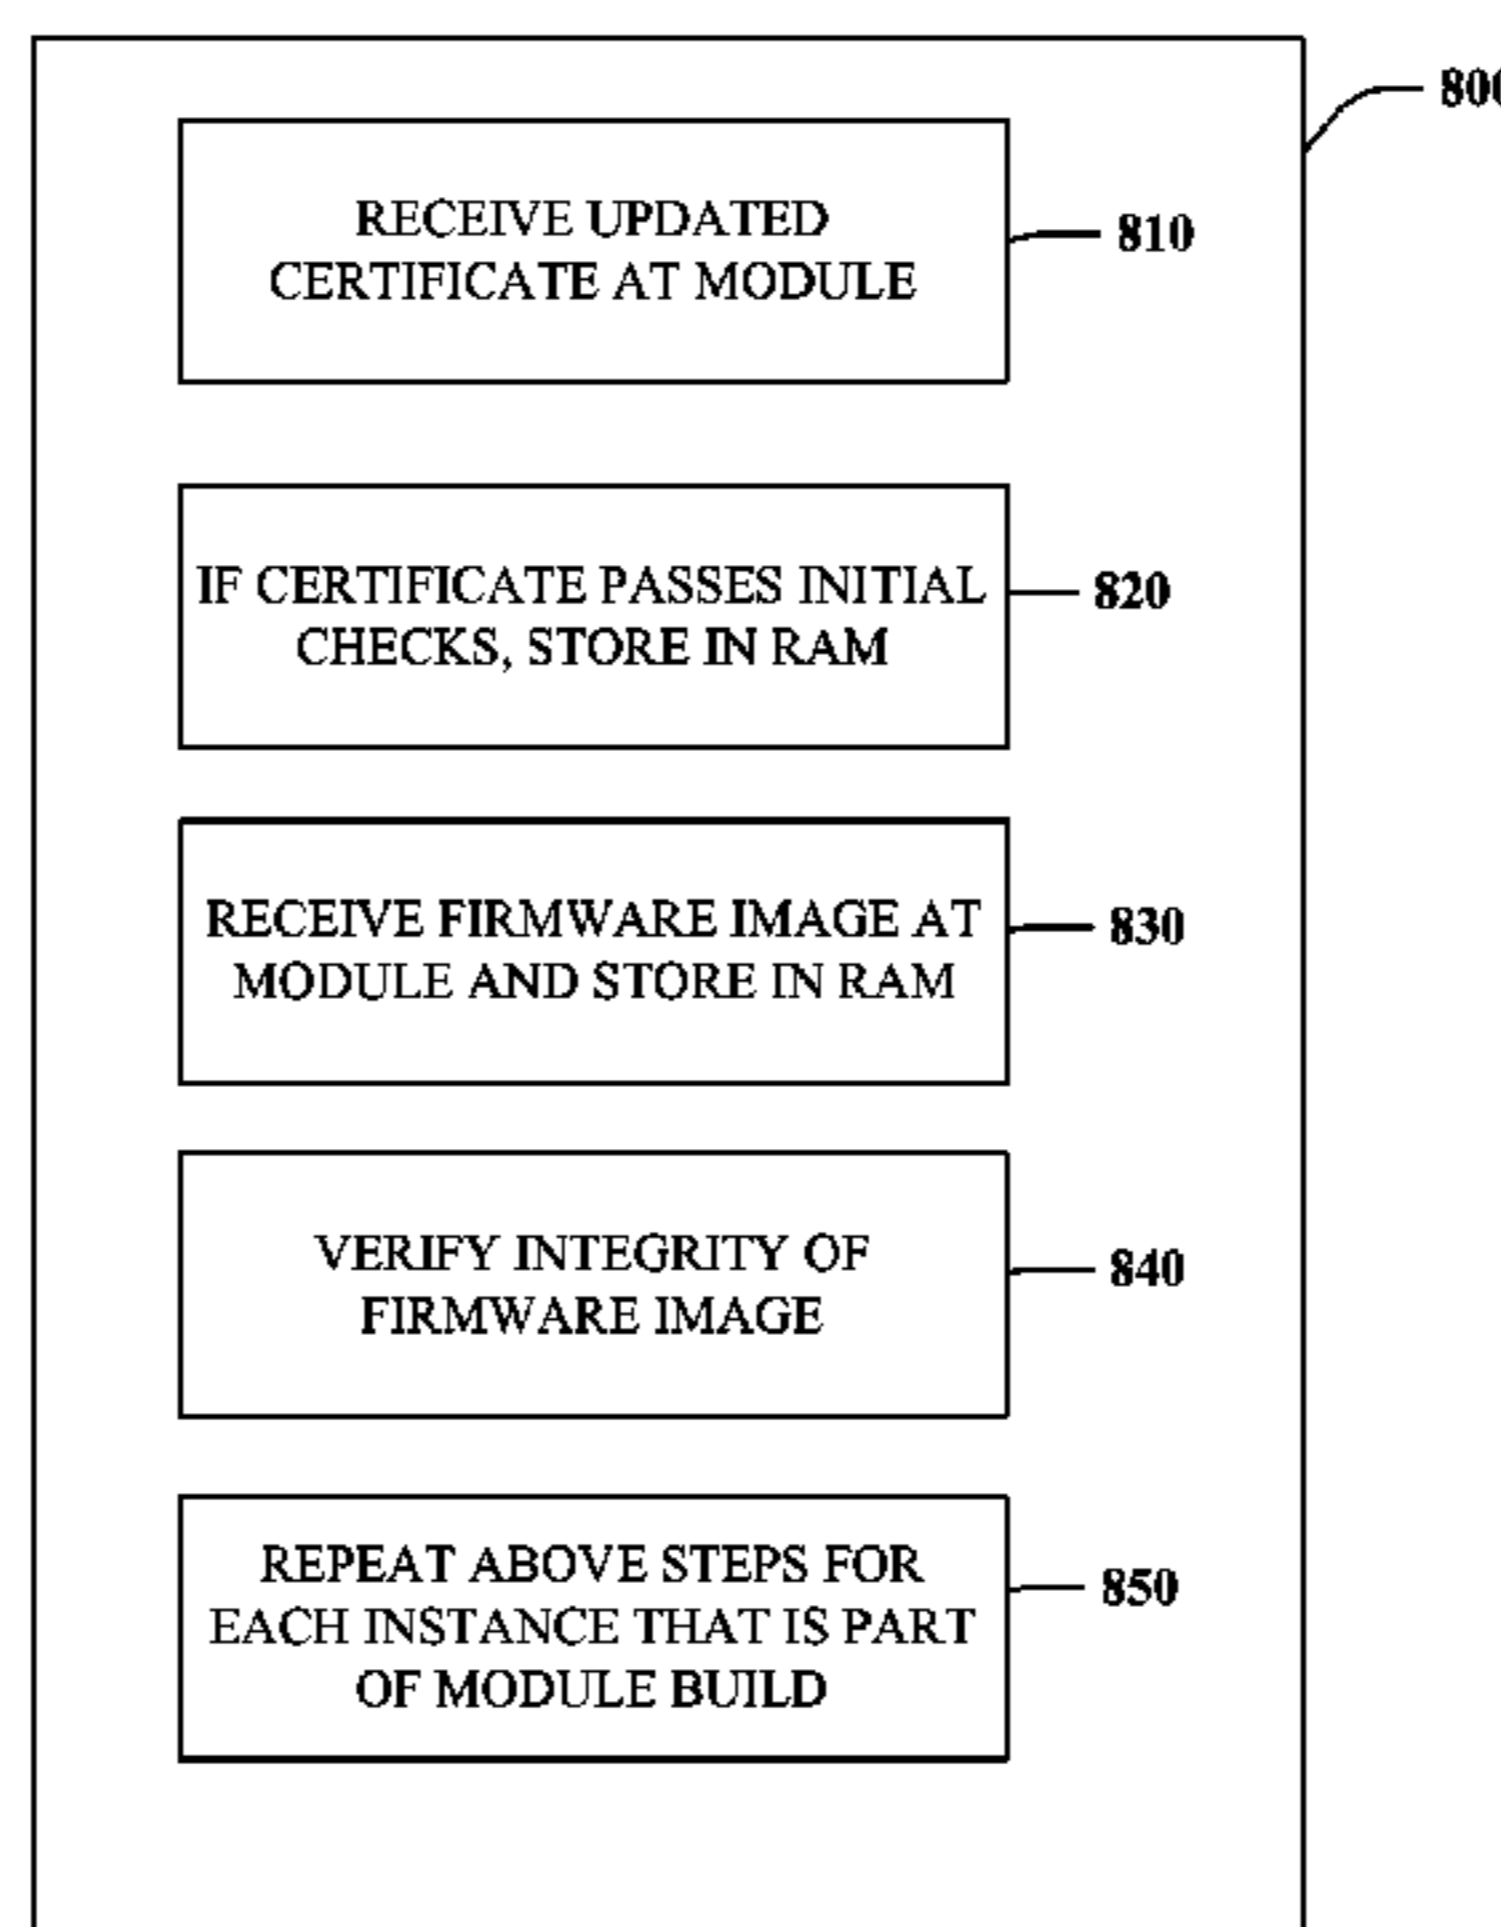 800
RECEIVE UPDATED
CERTIFICATE AT MODULE
810
IF CERTIFICATE PASSES INITIAL
CHECKS, STORE IN RAM
820
RECEIVE FIRMWARE IMAGE AT
MODULE AND STORE IN RAM
830
VERIFY INTEGRITY OF
FIRMWARE IMAGE
840
REPEAT ABOVE STEPS FOR
EACH INSTANCE THAT IS PART
OF MODULE BUILD
850